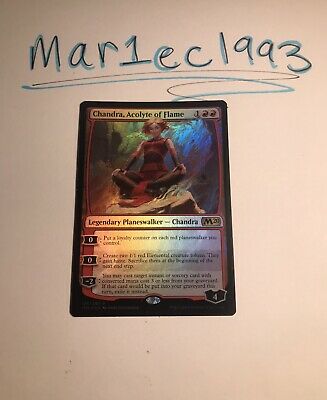 Mar1ec1993
Chandra, Acolyte of Flame 1
Legendary Planeswalker — Chandra M20
0 : Put a loyalty counter on each red planeswalker you
control.
0 : Create two 1/1 red Elemental creature tokens. They
gain haste. Sacrifice them at the beginning of the
next end step.
-2 : You may cast target instant or sorcery card with
converted mana cost 3 or less from your graveyard.
If that card would be put into your graveyard this
turn, exile it instead.
4